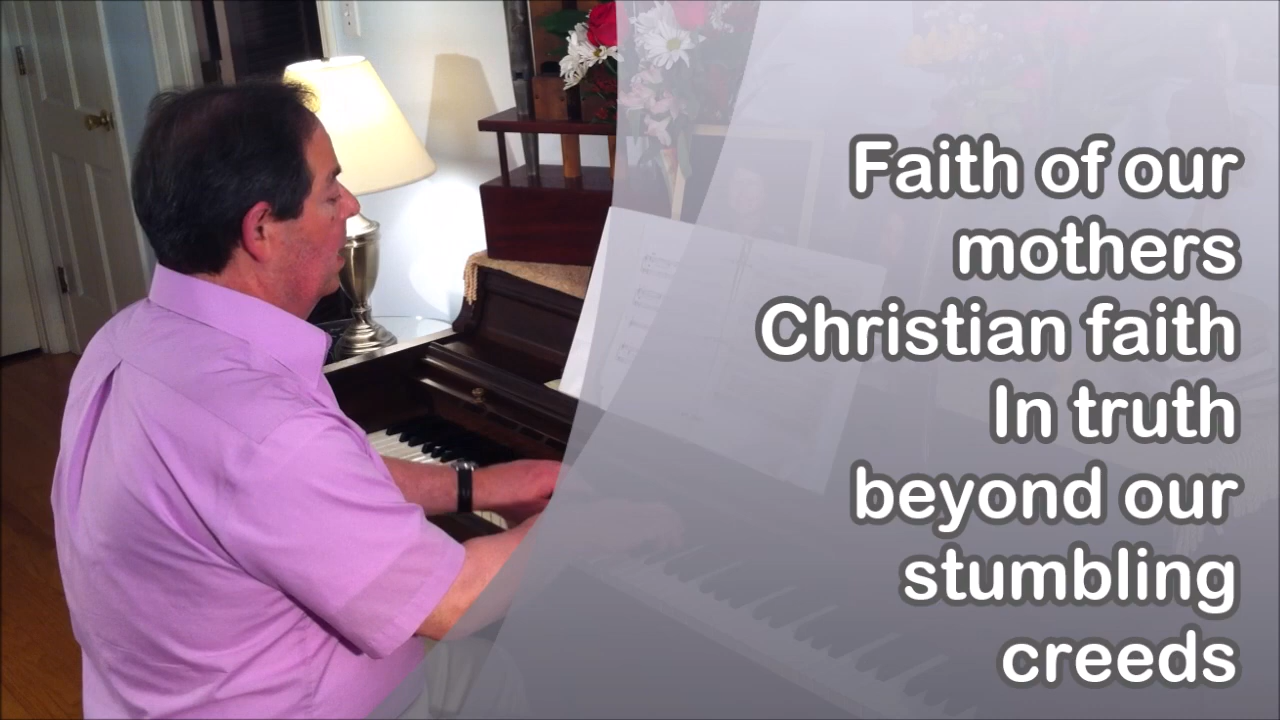 Faith of our
mothers
Christian faith
In truth
beyond our
stumbling
creeds